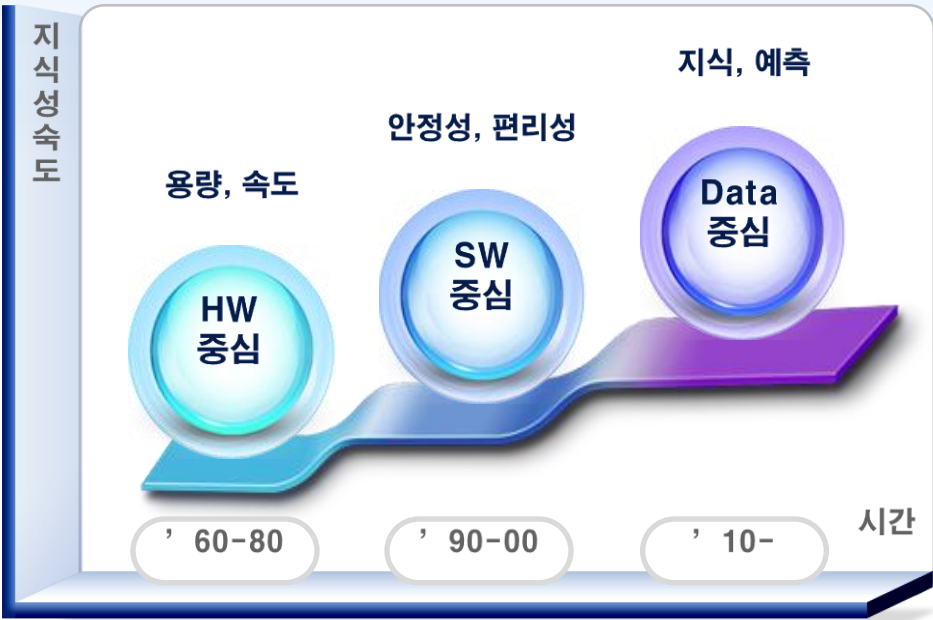 지식성숙도
지식, 예측
안정성, 편리성
용량, 속도
Data
중심
SW
중심
HW
중심
’ 60-80
’ 90-00
’ 10-
시간